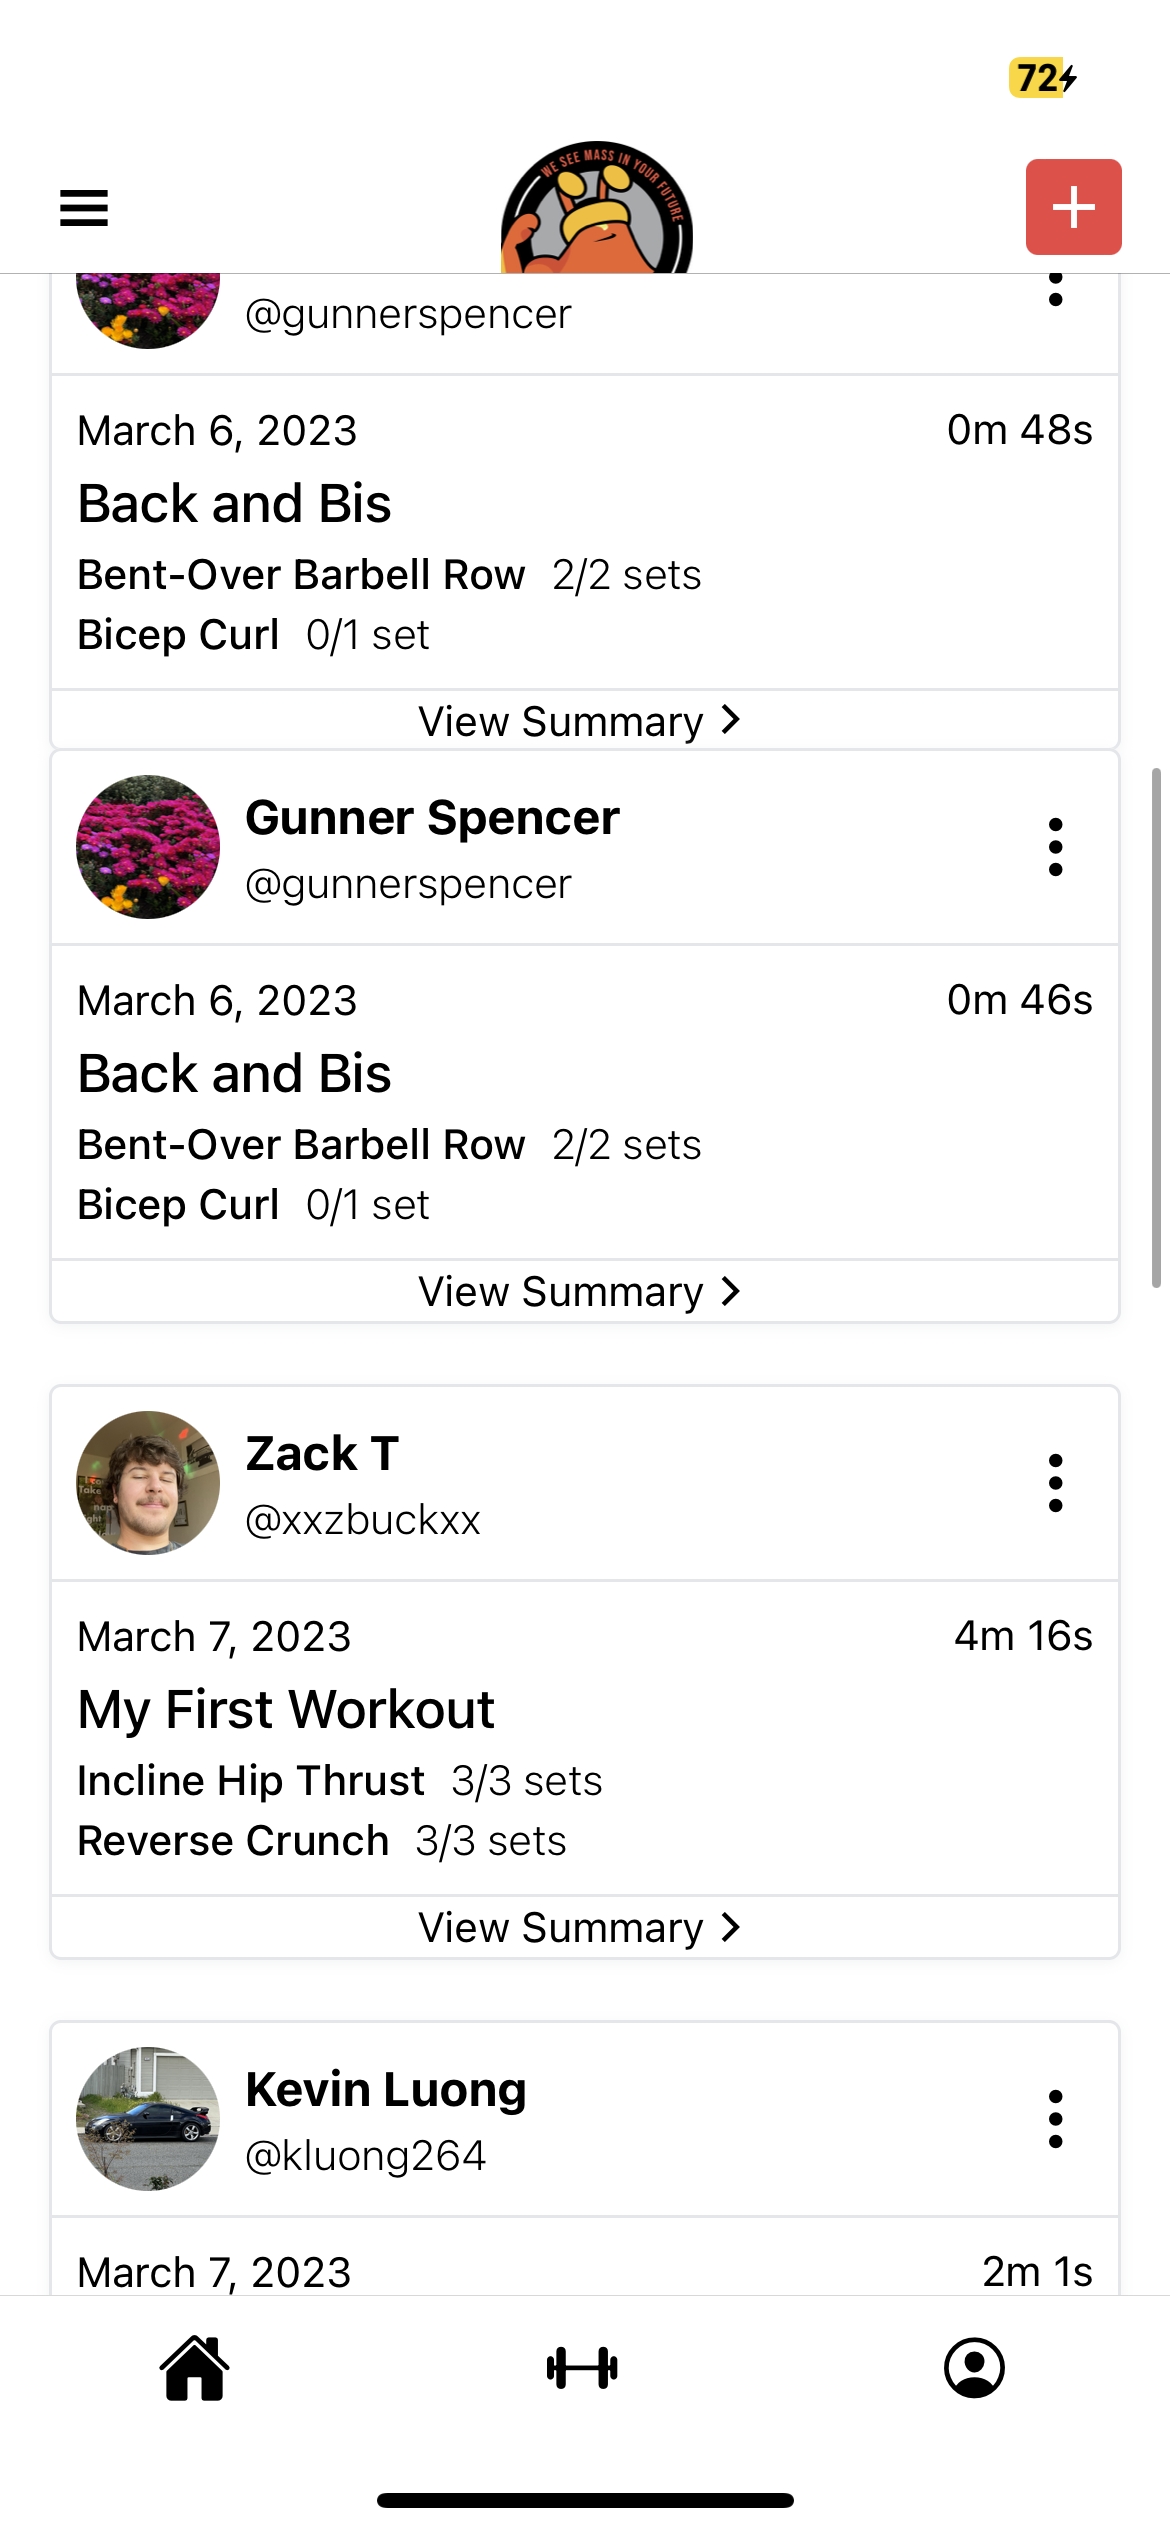 72
WE SEE MASS IN YOUR FUTURE
@gunnerspencer
March 6, 2023
0m 48s
Back and Bis
Bent-Over Barbell Row 2/2 sets
Bicep Curl 0/1 set
View Summary
Gunner Spencer
@gunnerspencer
March 6, 2023
0m 46s
Back and Bis
Bent-Over Barbell Row 2/2 sets
Bicep Curl 0/1 set
View Summary
Zack T
@xxzbuckxx
March 7, 2023
4m 16s
My First Workout
Incline Hip Thrust 3/3 sets
Reverse Crunch 3/3 sets
View Summary
Kevin Luong
@kluong264
March 7, 2023
2m 1s